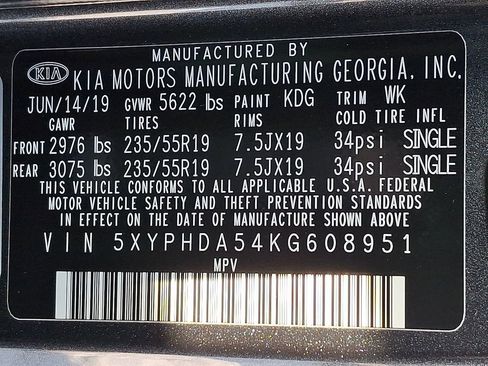 MANUFACTURED BY
KIA KIA MOTORS MANUFACTURING GEORGIA, INC.
JUN/14/19 GVWR 5622 lbs PAINT KDG TRIM WK
GAWR TIRES RIMS COLD TIRE INFL
FRONT 2976 lbs 235/55R19 7.5JX19 34psi SINGLE
REAR 3075 lbs 235/55R19 7.5JX19 34psi SINGLE
THIS VEHICLE CONFORMS TO ALL APPLICABLE U.S.A. FEDERAL
MOTOR VEHICLE SAFETY AND THEFT PREVENTION STANDARDS
IN EFFECT ON THE DATE OF MANUFACTURE SHOWN ABOVE.
VIN 5XYPHDA54KG608951
MPV